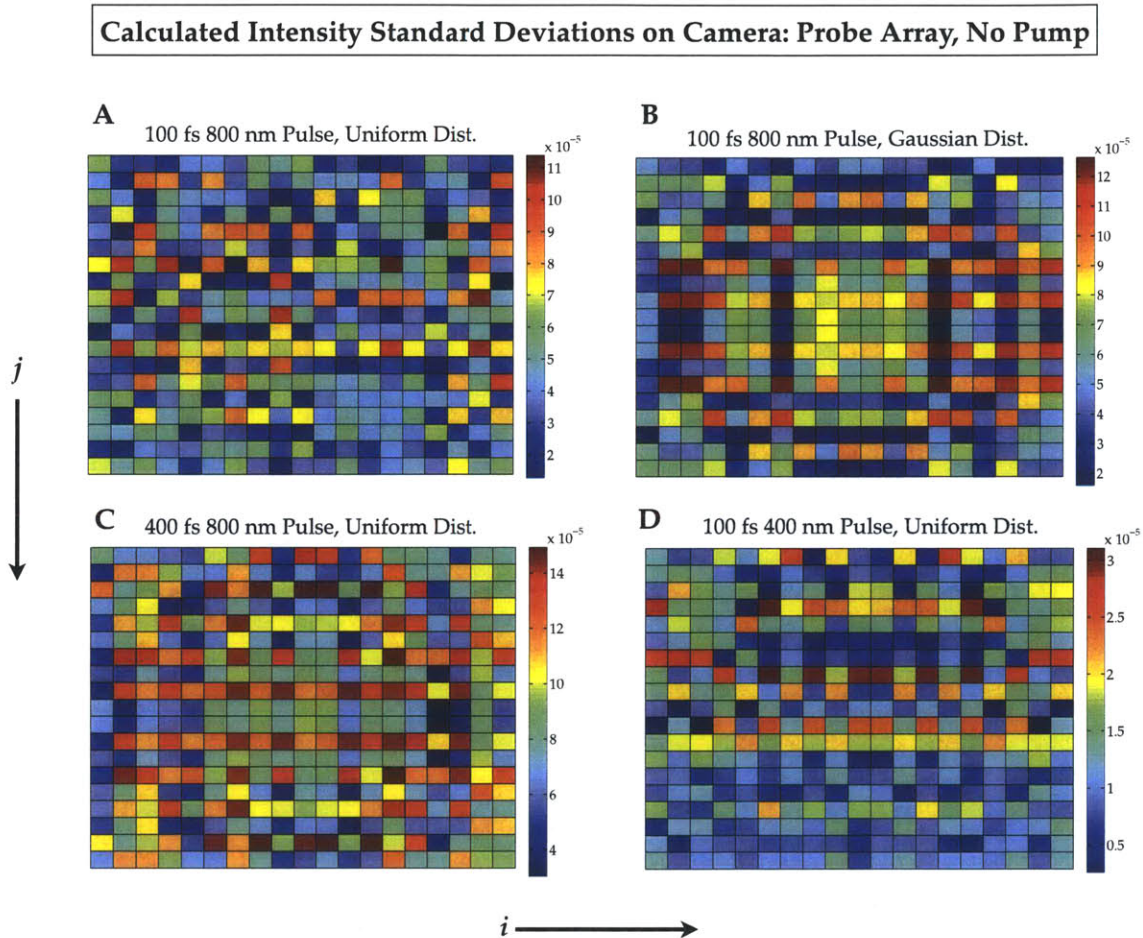 Calculated Intensity Standard Deviations on Camera: Probe Array, No Pump
A
100 fs 800 nm Pulse, Uniform Dist.
x 10⁻⁵
11
10
9
8
7
6
5
4
3
2
B
100 fs 800 nm Pulse, Gaussian Dist.
x 10⁻⁵
12
11
10
9
8
7
6
5
4
3
2
j
C
400 fs 800 nm Pulse, Uniform Dist.
x 10⁻⁵
14
12
10
8
6
4
D
100 fs 400 nm Pulse, Uniform Dist.
x 10⁻⁵
3
2.5
2
1.5
1
0.5
i